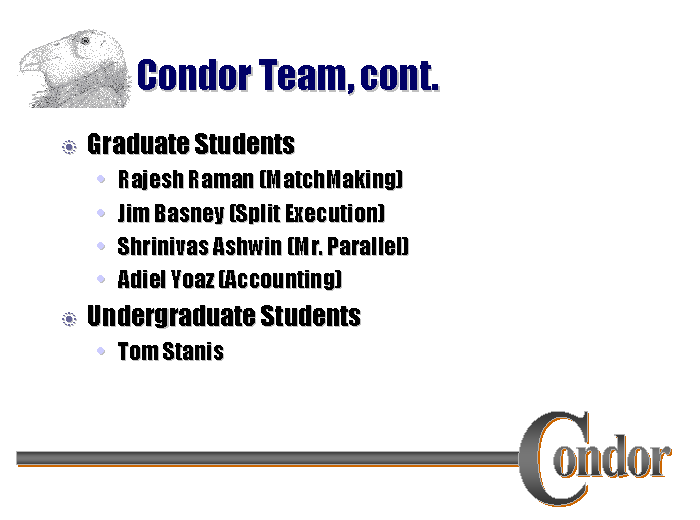 Condor Team, cont.
Graduate Students
Rajesh Raman (MatchMaking)
Jim Basney (Split Execution)
Shrinivas Ashwin (Mr. Parallel)
Adiel Yoaz (Accounting)
Undergraduate Students
Tom Stanis
Condor